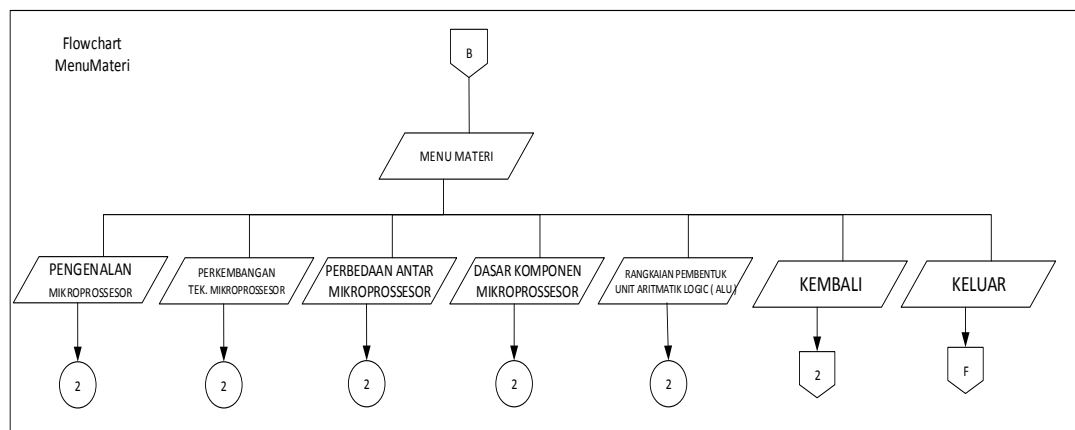 Flowchart
MenuMateri
B
MENU MATERI
PENGENALAN
MIKROPROSSESOR
PERKEMBANGAN
TEK. MIKROPROSSESOR
PERBEDAAN ANTAR
MIKROPROSSESOR
DASAR KOMPONEN
MIKROPROSSESOR
RANGKAIAN PEMBENTUK
UNIT ARITMATIK LOGIC ( ALU )
KEMBALI
KELUAR
2
2
2
2
2
2
F